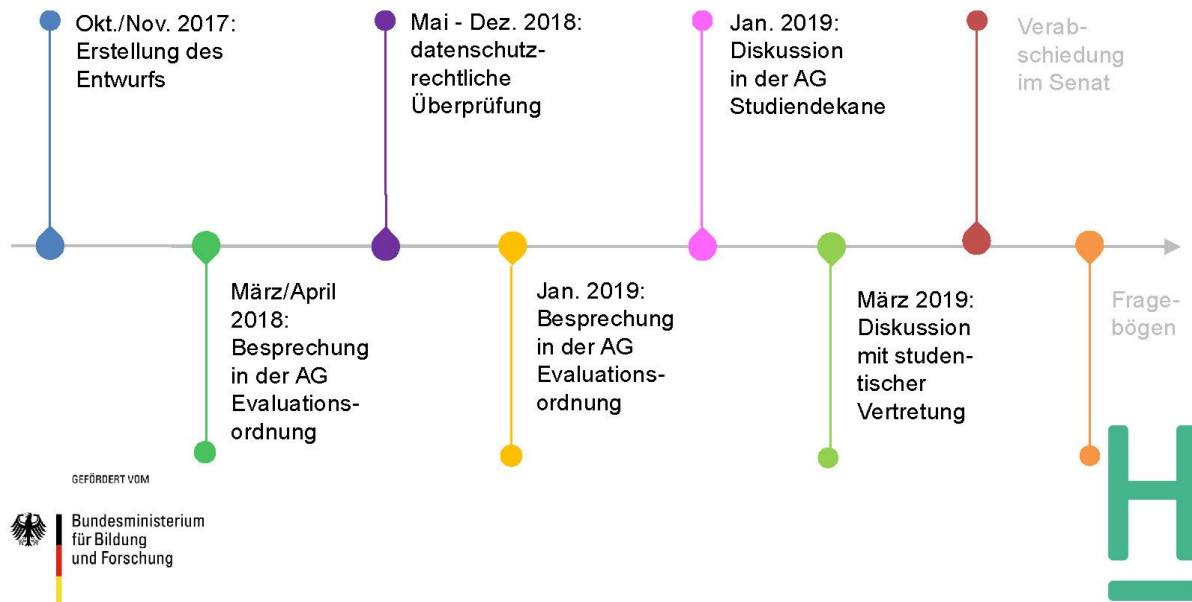 Okt./Nov. 2017:
Erstellung des
Entwurfs
März/April
2018:
Besprechung
in der AG
Evaluations-
ordnung
Mai - Dez. 2018:
datenschutz-
rechtliche
Überprüfung
Jan. 2019:
Besprechung
in der AG
Evaluations-
ordnung
Jan. 2019:
Diskussion
in der AG
Studiendekane
März 2019:
Diskussion
mit studen-
tischer
Vertretung
Verab-
schiedung
im Senat
Frage-
bögen
GEFÖRDERT VOM
Bundesministerium
für Bildung
und Forschung
H